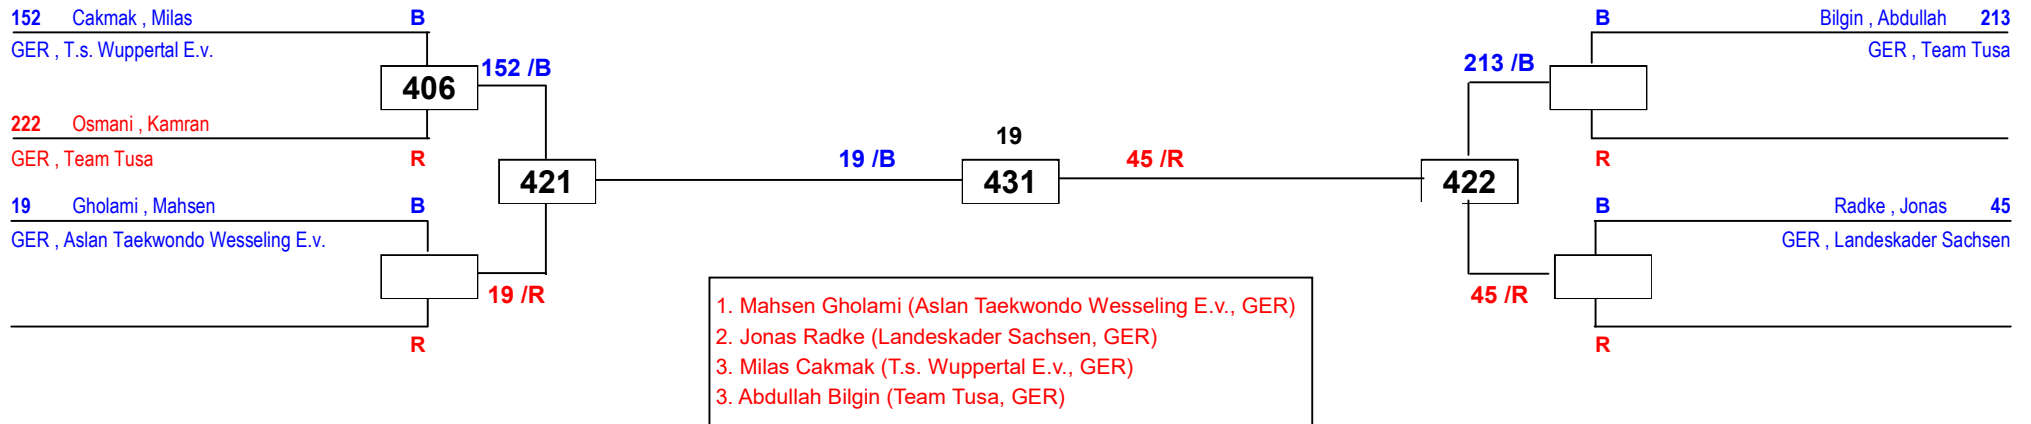 152 Cakmak , Milas B
GER , T.s. Wuppertal E.v.
406
152 /B
222 Osmani , Kamran
GER , Team Tusa R
421
19 Gholami , Mahsen B
GER , Aslan Taekwondo Wesseling E.v.
19 /R
R
19 /B
19
431
45 /R
B Bilgin , Abdullah 213
GER , Team Tusa
213 /B
R
422
B Radke , Jonas 45
GER , Landeskader Sachsen
45 /R
R
1. Mahsen Gholami (Aslan Taekwondo Wesseling E.v., GER)
2. Jonas Radke (Landeskader Sachsen, GER)
3. Milas Cakmak (T.s. Wuppertal E.v., GER)
3. Abdullah Bilgin (Team Tusa, GER)